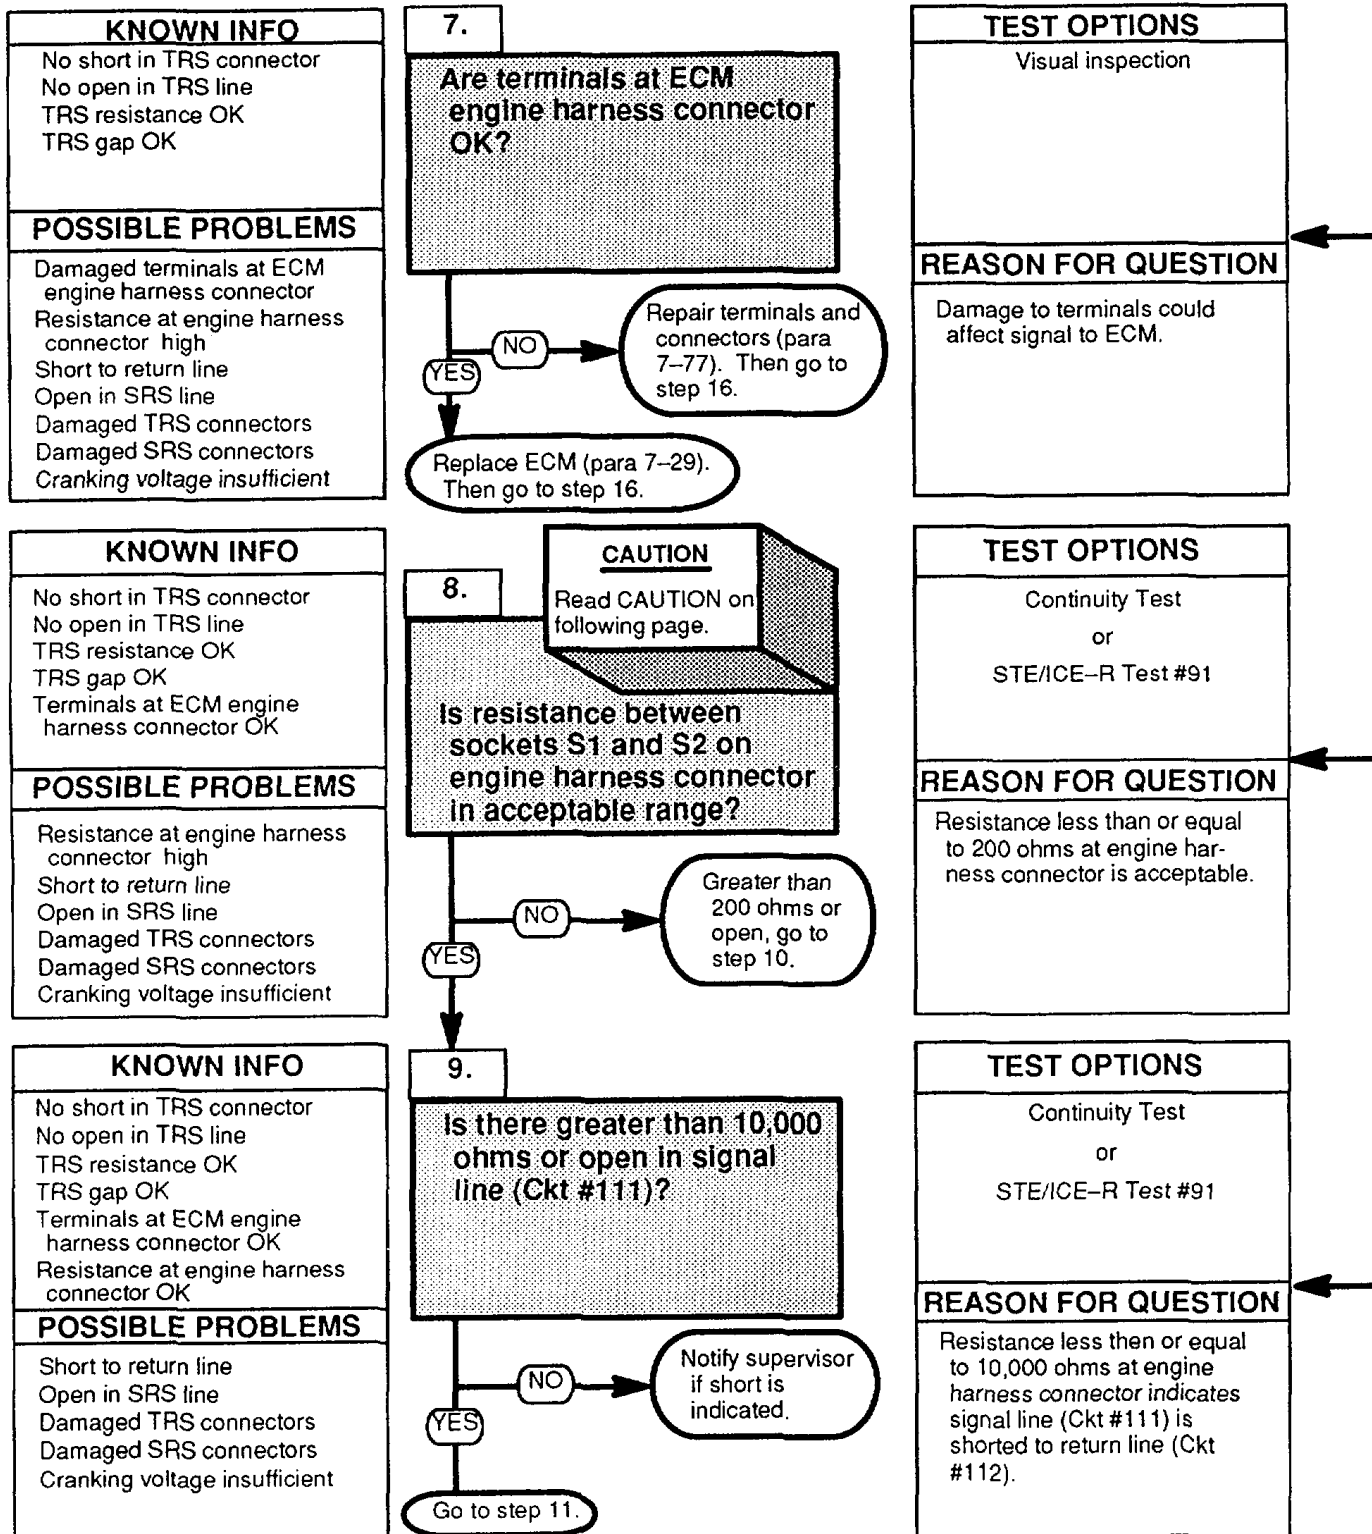 KNOWN INFO
No short in TRS connector
No open in TRS line
TRS resistance OK
TRS gap OK
POSSIBLE PROBLEMS
Damaged terminals at ECM
engine harness connector
Resistance at engine harness
connector high
Short to return line
Open in SRS line
Damaged TRS connectors
Damaged SRS connectors
Cranking voltage insufficient
7.
Are terminals at ECM
engine harness connector
OK?
NO
Repair terminals and
connectors (para
7–77). Then go to
step 16.
YES
Replace ECM (para 7–29).
Then go to step 16.
TEST OPTIONS
Visual inspection
REASON FOR QUESTION
Damage to terminals could
affect signal to ECM.
KNOWN INFO
No short in TRS connector
No open in TRS line
TRS resistance OK
TRS gap OK
Terminals at ECM engine
harness connector OK
POSSIBLE PROBLEMS
Resistance at engine harness
connector high
Short to return line
Open in SRS line
Damaged TRS connectors
Damaged SRS connectors
Cranking voltage insufficient
8.
CAUTION
Read CAUTION on
following page.
Is resistance between
sockets S1 and S2 on
engine harness connector
in acceptable range?
NO
Greater than
200 ohms or
open, go to
step 10.
YES
TEST OPTIONS
Continuity Test
or
STE/ICE–R Test #91
REASON FOR QUESTION
Resistance less than or equal
to 200 ohms at engine har-
ness connector is acceptable.
KNOWN INFO
No short in TRS connector
No open in TRS line
TRS resistance OK
TRS gap OK
Terminals at ECM engine
harness connector OK
Resistance at engine harness
connector OK
POSSIBLE PROBLEMS
Short to return line
Open in SRS line
Damaged TRS connectors
Damaged SRS connectors
Cranking voltage insufficient
9.
Is there greater than 10,000
ohms or open in signal
line (Ckt #111)?
NO
Notify supervisor
if short is
indicated.
YES
Go to step 11.
TEST OPTIONS
Continuity Test
or
STE/ICE–R Test #91
REASON FOR QUESTION
Resistance less then or equal
to 10,000 ohms at engine
harness connector indicates
signal line (Ckt #111) is
shorted to return line (Ckt
#112).